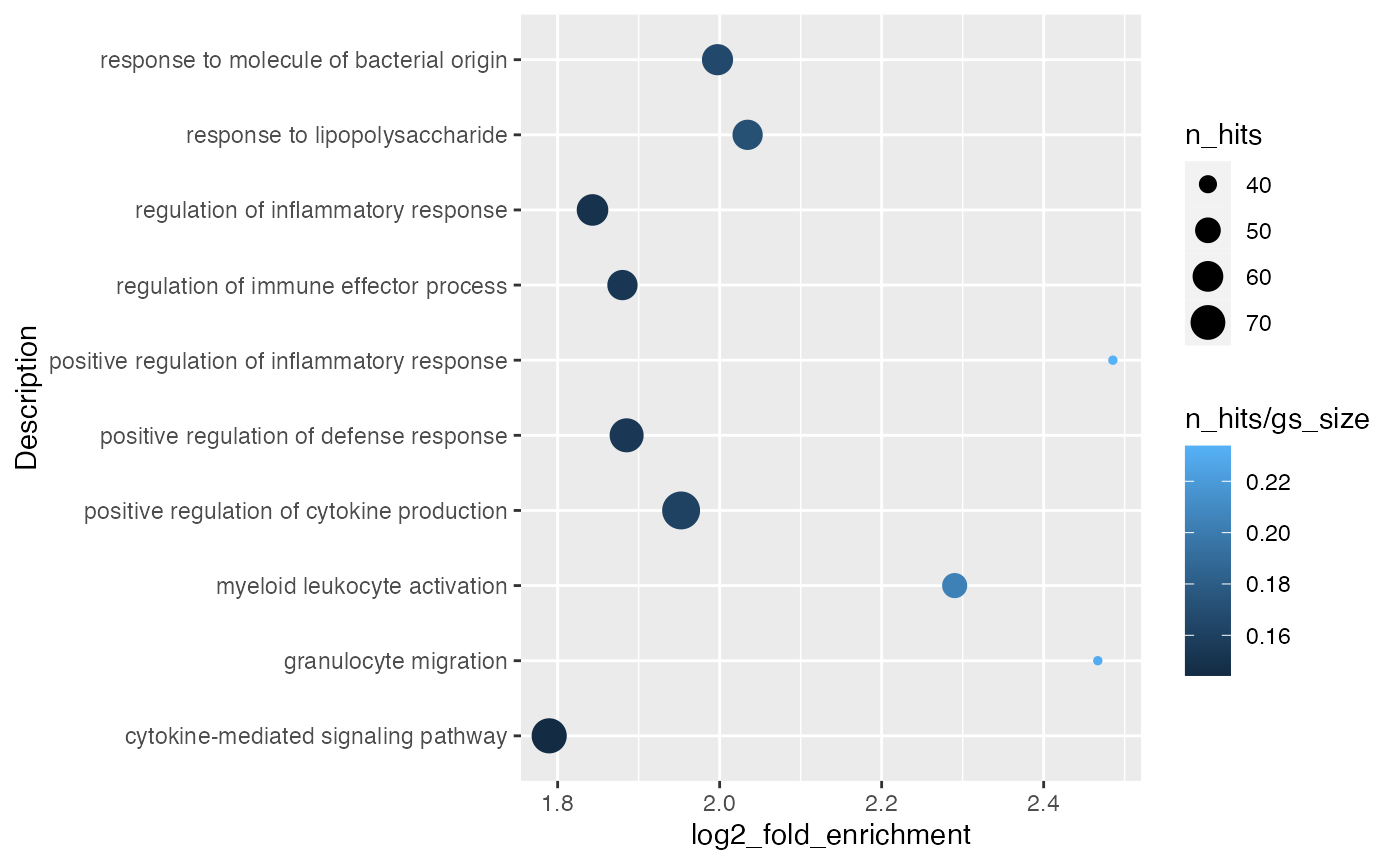 response to molecule of bacterial origin
response to lipopolysaccharide
regulation of inflammatory response
regulation of immune effector process
positive regulation of inflammatory response
positive regulation of defense response
positive regulation of cytokine production
myeloid leukocyte activation
granulocyte migration
cytokine-mediated signaling pathway
Description
1.8 2.0 2.2 2.4
log2_fold_enrichment
n_hits
40
50
60
70
n_hits/gs_size
0.22
0.20
0.18
0.16